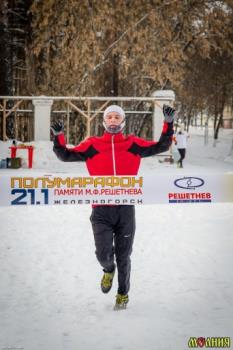 ПОЛУМАРАФОН
21.1 ПАМЯТИ М.Ф.РЕШЕТНЕВА
ЖЕЛЕЗНОГОРСК
РЕШЕТНЕВ
МОЛНИЯ